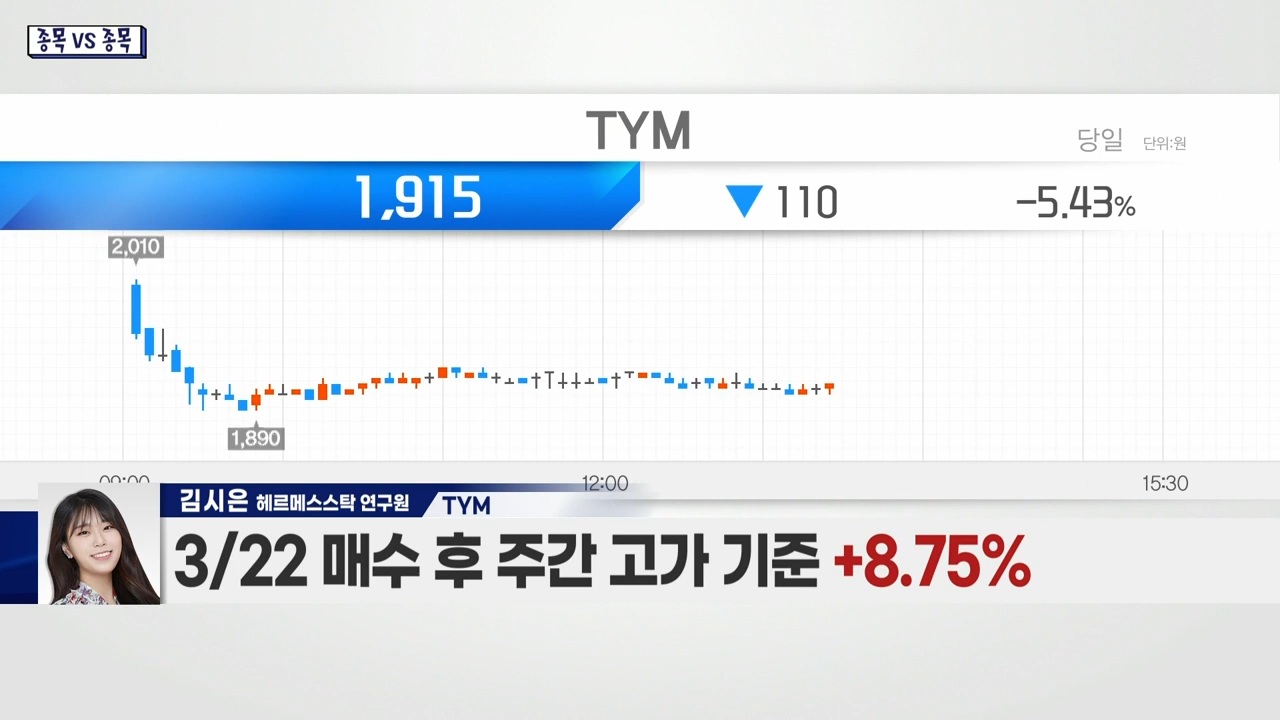 종목 VS 종목
TYM
당일 단위:원
1,915 ▼110 -5.43%
2,010
1,890
09:00 12:00 15:30
김시은 헤르메스스탁 연구원 TYM
3/22 매수 후 주간 고가 기준 +8.75%